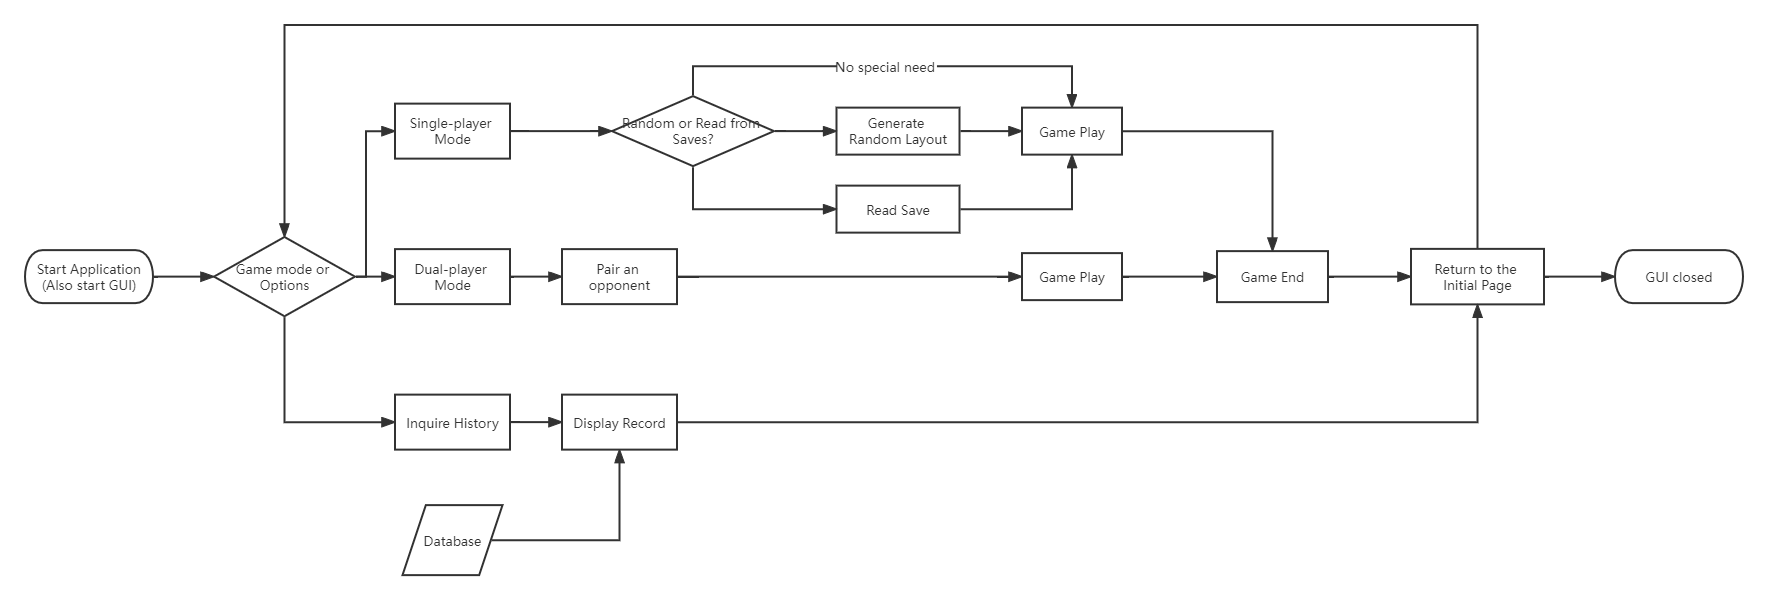 No special need
Single-player
Mode
Random or Read from
Saves?
Generate
Random Layout
Game Play
Read Save
Start Application
(Also start GUI)
Game mode or
Options
Dual-player
Mode
Pair an
opponent
Game Play
Game End
Return to the
Initial Page
GUI closed
Inquire History
Display Record
Database